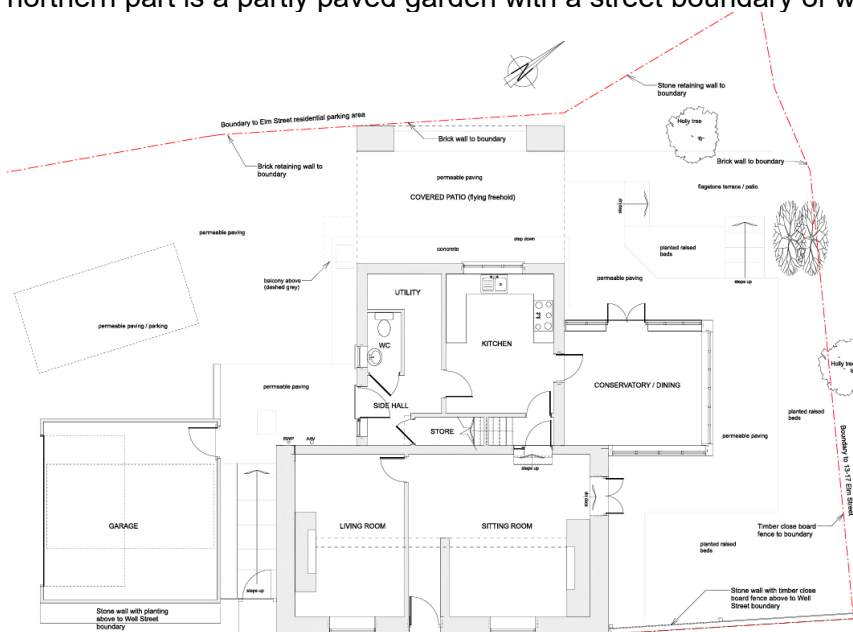 northern part is a partly paved garden with a street boundary of w
Stone retaining wall to
boundary
Boundary to Elm Street residential parking area
Holly tree
Brick wall to boundary
Brick retaining wall to
boundary
Brick wall to
boundary
permeable paving
flagstone terrace / patio
COVERED PATIO (flying freehold)
steps up
permeable paving
concrete
step down
planted raised
beds
balcony above
(dashed grey)
permeable paving
steps up
UTILITY
permeable paving / parking
WC
KITCHEN
Holly tree
permeable paving
CONSERVATORY / DINING
SIDE HALL
planted raised
beds
STORE
permeable paving
RWP
AAV
steps up
Boundary to 13-17 Elm Street
steps up
GARAGE
LIVING ROOM
SITTING ROOM
Timber close board
fence to boundary
planted raised
beds
steps up
Stone wall with timber close
board fence above to Well
Street boundary
Stone wall with planting
above to Well Street
boundary